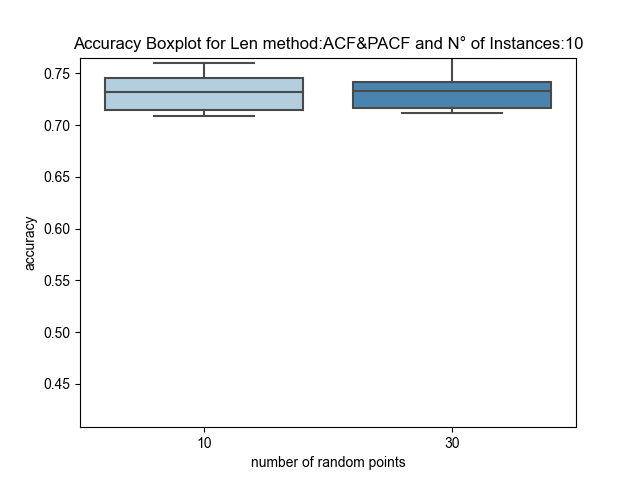 Accuracy Boxplot for Len method:ACF&PACF and N° of Instances:10
0.75
0.70
0.65
0.60
0.55
0.50
0.45
accuracy
10 30
number of random points